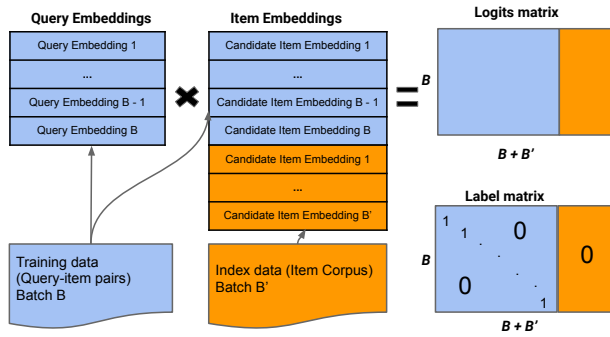 Query Embeddings
Query Embedding 1
...
Query Embedding B - 1
Query Embedding B
Item Embeddings
Candidate Item Embedding 1
...
Candidate Item Embedding B - 1
Candidate Item Embedding B
Candidate Item Embedding 1
...
Candidate Item Embedding B'
Logits matrix
B
B + B'
Training data
(Query-item pairs)
Batch B
Index data (Item Corpus)
Batch B'
Label matrix
B
1
1
0
0
1
0
B + B'